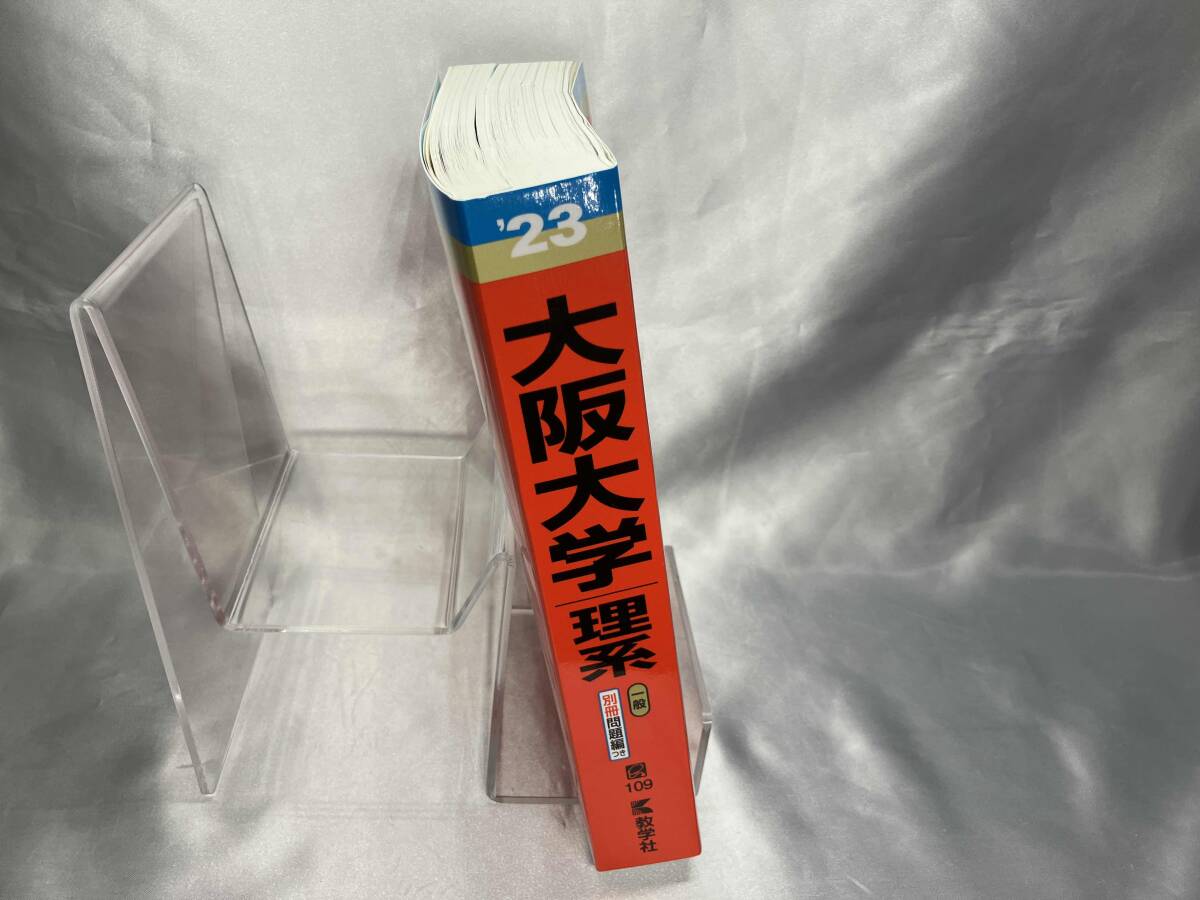 '23
大阪大学
理系
一般
別冊問題編つき
109
教学社